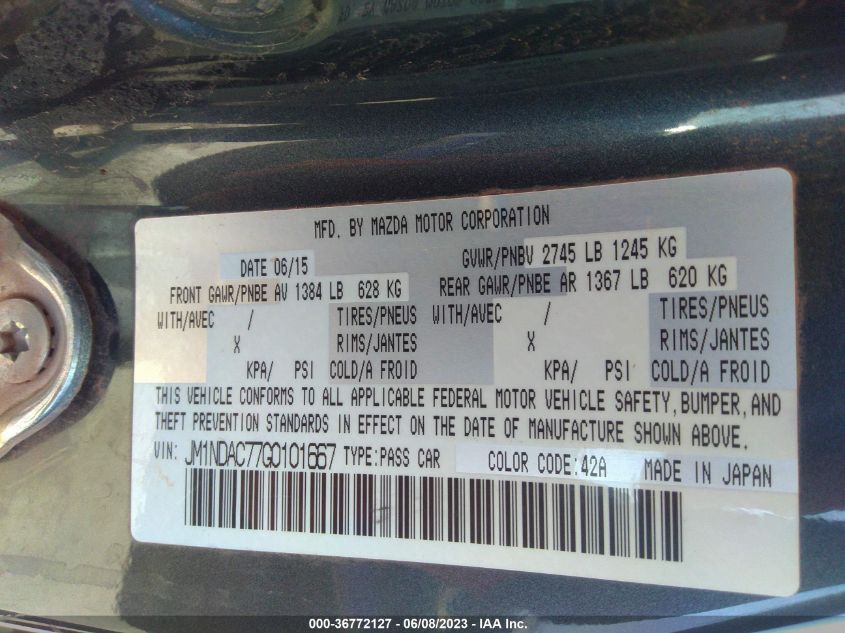 MFD. BY MAZDA MOTOR CORPORATION
DATE 06/15 GVWR/PNBV 2745 LB 1245 KG
FRONT GAWR/PNBE AV 1384 LB 628 KG REAR GAWR/PNBE AR 1367 LB 620 KG
WITH/AVEC / TIRES/PNEUS WITH/AVEC / TIRES/PNEUS
X RIMS/JANTES X RIMS/JANTES
KPA/ PSI COLD/A FROID KPA/ PSI COLD/A FROID
THIS VEHICLE CONFORMS TO ALL APPLICABLE FEDERAL MOTOR VEHICLE SAFETY, BUMPER, AND
THEFT PREVENTION STANDARDS IN EFFECT ON THE DATE OF MANUFACTURE SHOWN ABOVE.
VIN: JM1NDAC77G0101667 TYPE:PASS CAR COLOR CODE:42A MADE IN JAPAN
000-36772127 - 06/08/2023 - IAA Inc.